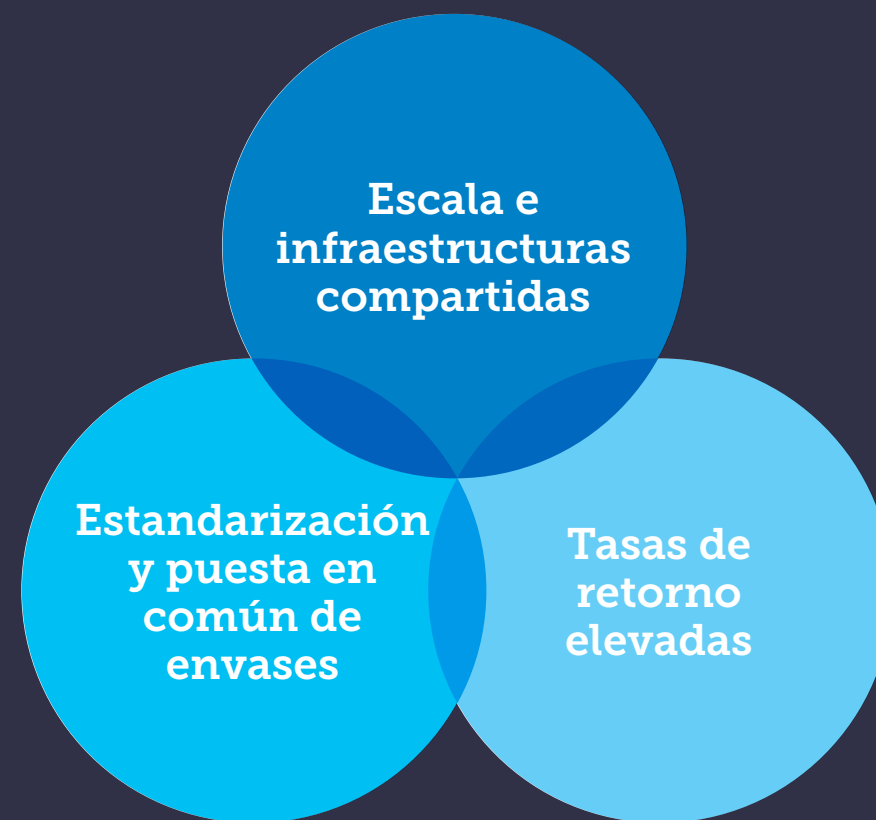 Escala e
infraestructuras
compartidas
Estandarización
y puesta en
común de
envases
Tasas de
retorno
elevadas